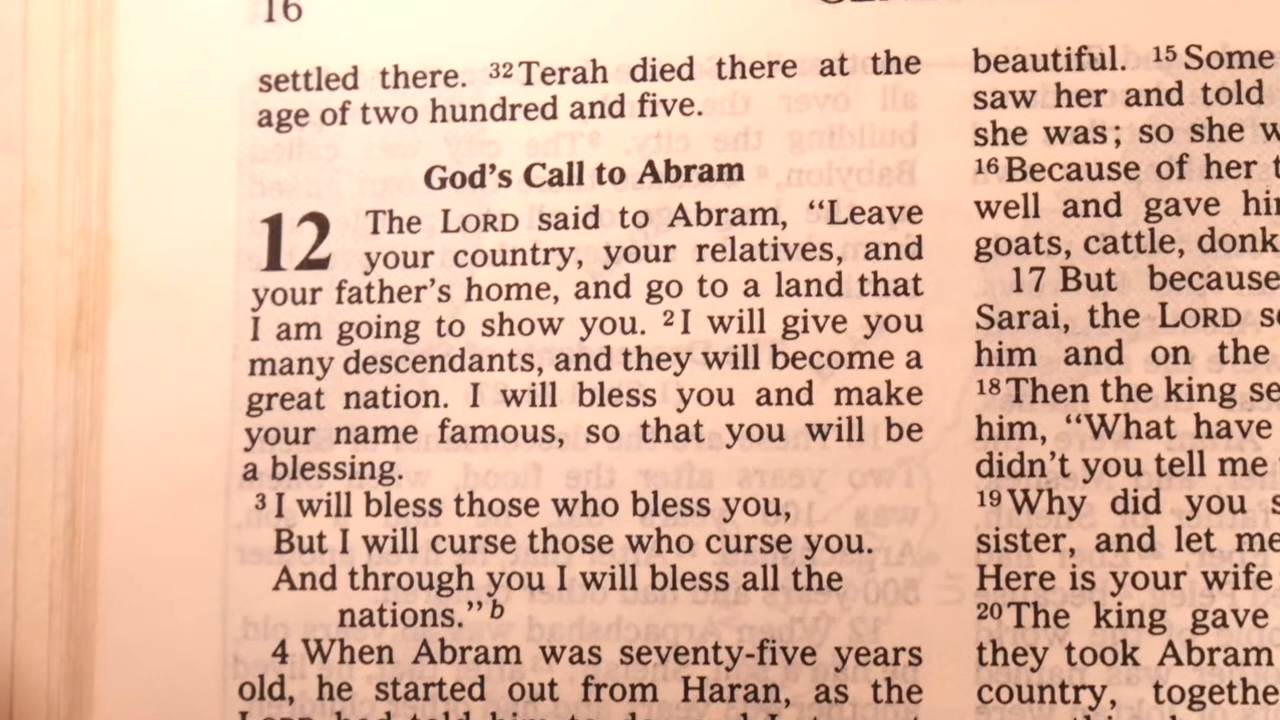 16
settled there. 32 Terah died there at the
age of two hundred and five.
God's Call to Abram
12 The LORD said to Abram, “Leave
your country, your relatives, and
your father's home, and go to a land that
I am going to show you. 2 I will give you
many descendants, and they will become a
great nation. I will bless you and make
your name famous, so that you will be
a blessing.
3 I will bless those who bless you,
But I will curse those who curse you.
And through you I will bless all the
nations.” b
4 When Abram was seventy-five years
old, he started out from Haran, as the
beautiful. 15 Some
saw her and told
she was; so she
16 Because of her
well and gave
goats, cattle,
17 But because
Sarai, the LORD
him and on the
18 Then the king
him, “What have
didn't you tell me
19 Why did you
sister, and let me
Here is your wife
20 The king gave
they took Abram
country,